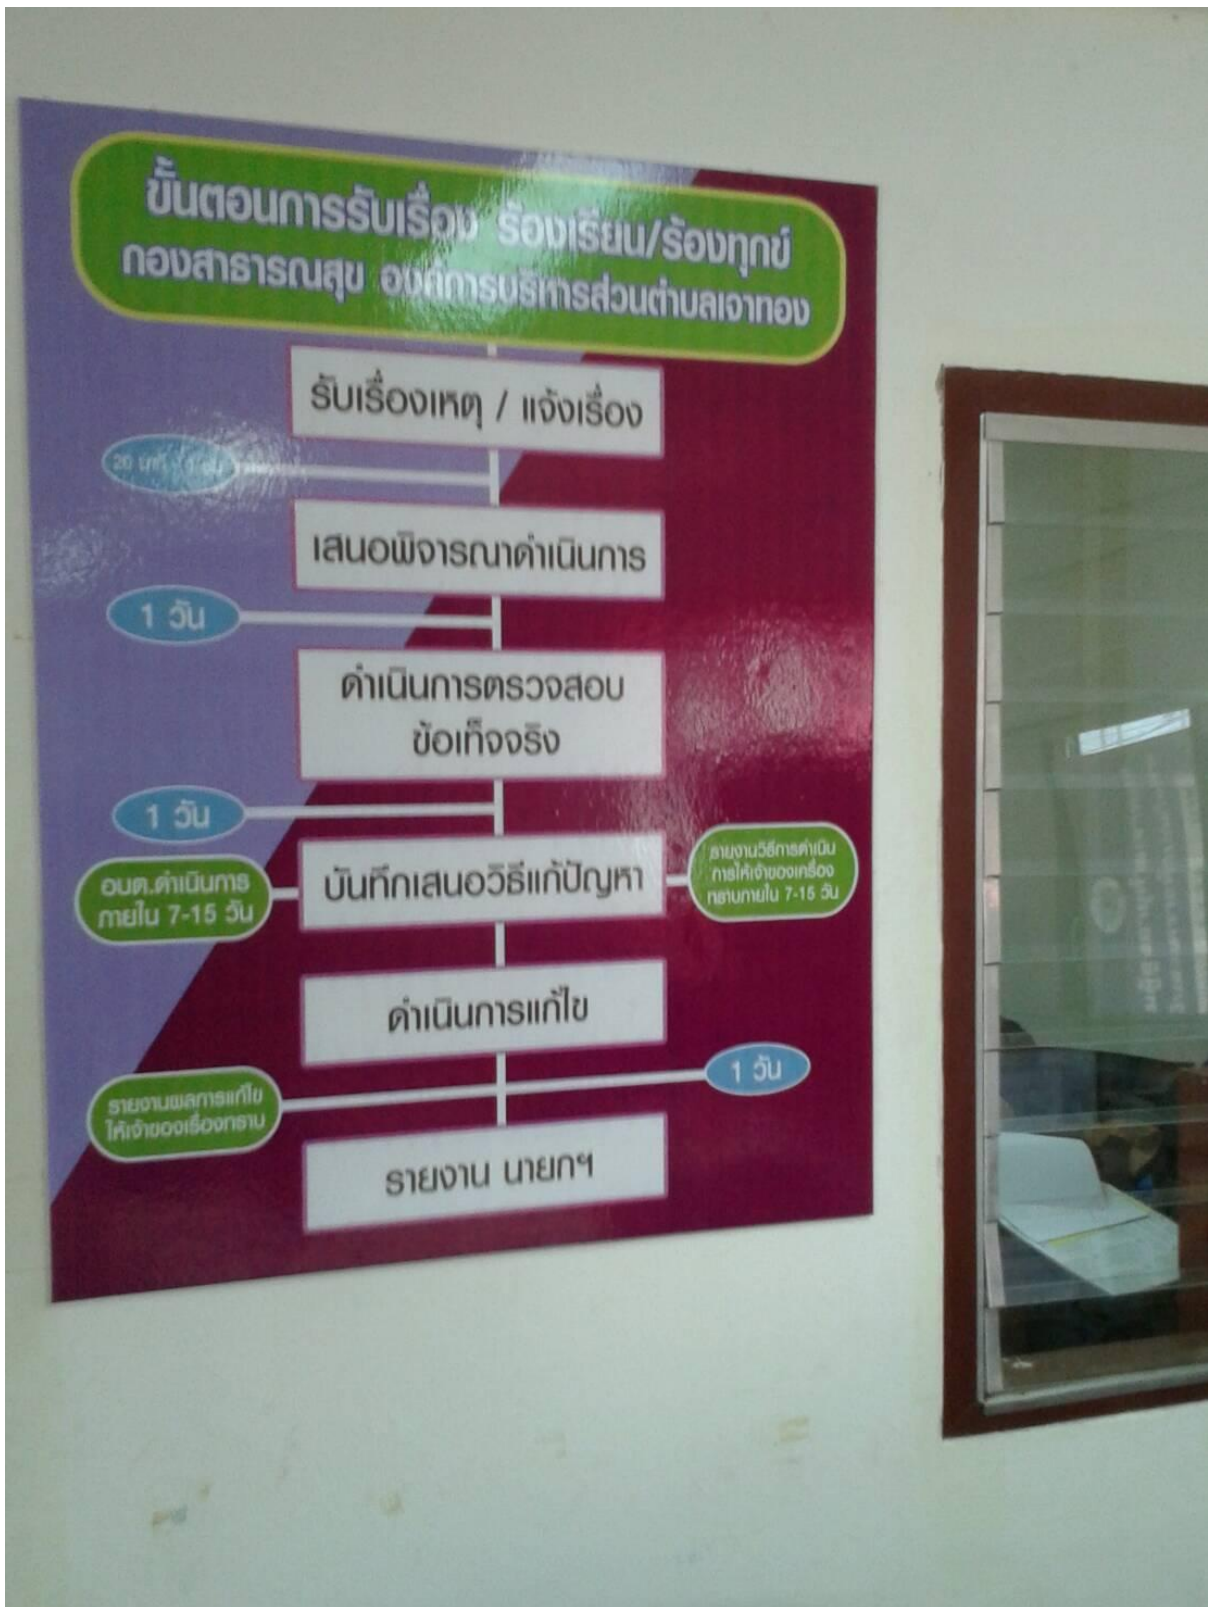 ขั้นตอนการรับเรื่อง ร้องเรียน/ร้องทุกข์
กองสาธารณสุข องค์การบริหารส่วนตำบลเจาทอง
รับเรื่องเหตุ / แจ้งเรื่อง
20 นาที - 1 วัน
เสนอพิจารณาดำเนินการ
1 วัน
ดำเนินการตรวจสอบ
ข้อเท็จจริง
1 วัน
อบต.ดำเนินการ
ภายใน 7-15 วัน
บันทึกเสนอวิธีแก้ปัญหา
รายงานวิธีการดำเนิน
การให้เจ้าของเครื่อง
ทราบภายใน 7-15 วัน
ดำเนินการแก้ไข
1 วัน
รายงานผลการแก้ไข
ให้เจ้าของเรื่องทราบ
รายงาน นายกฯ